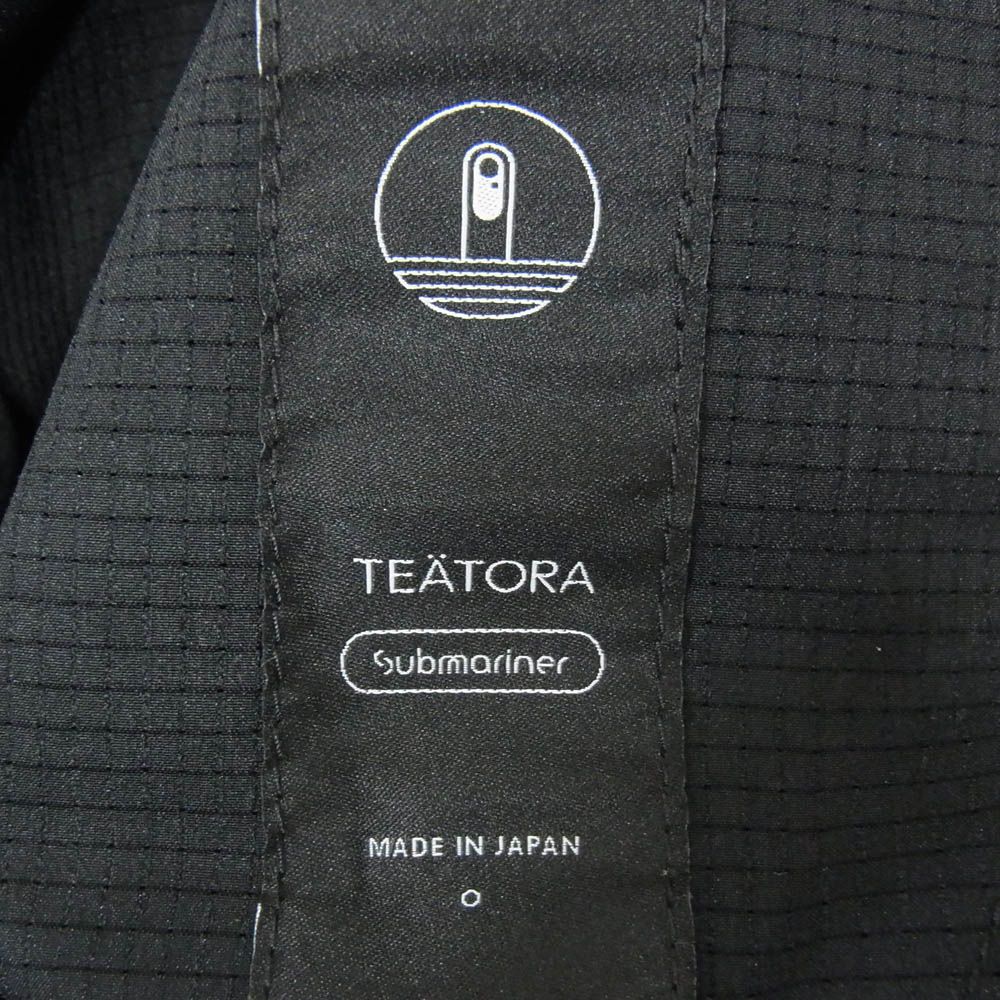 TEÄTORA
Submariner
MADE IN JAPAN
0